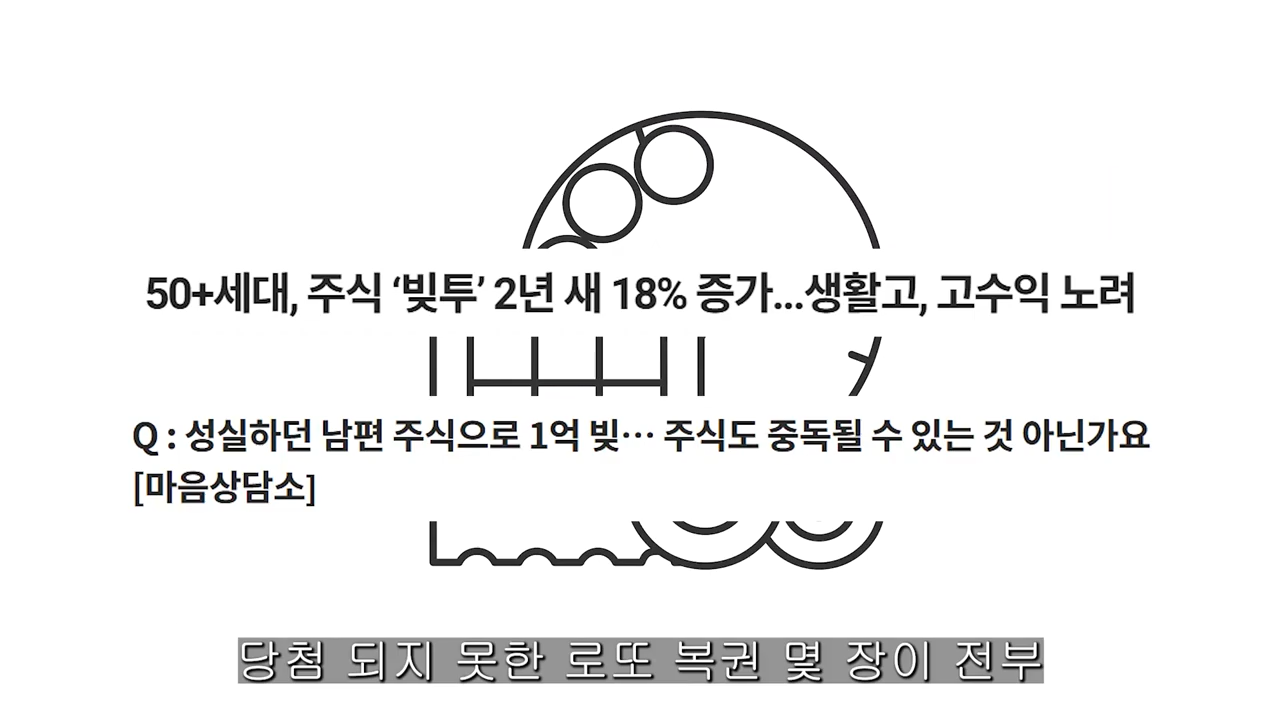 50+세대, 주식 ‘빚투’ 2년 새 18% 증가...생활고, 고수익 노려
Q : 성실하던 남편 주식으로 1억 빚… 주식도 중독될 수 있는 것 아닌가요
[마음상담소]
당첨 되지 못한 로또 복권 몇 장이 전부